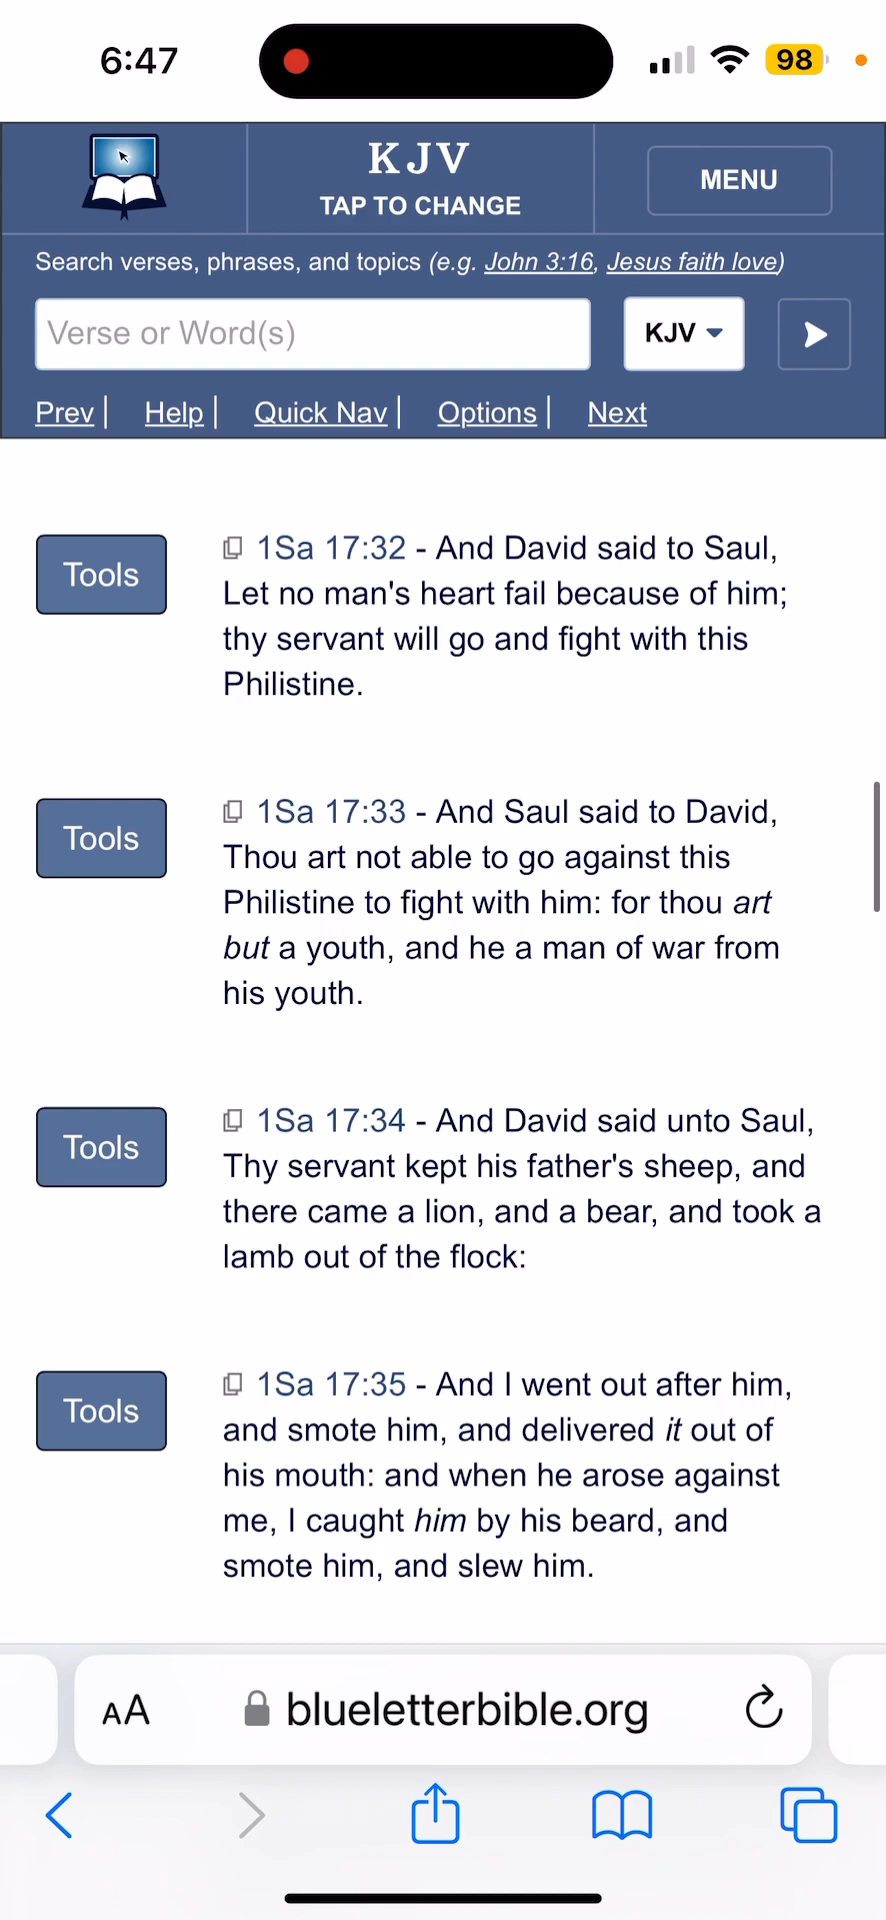 6:47
98
KJV
TAP TO CHANGE
MENU
Search verses, phrases, and topics (e.g. John 3:16, Jesus faith love)
Verse or Word(s)
KJV
Prev | Help | Quick Nav | Options | Next
Tools
1Sa 17:32 - And David said to Saul,
Let no man's heart fail because of him;
thy servant will go and fight with this
Philistine.
Tools
1Sa 17:33 - And Saul said to David,
Thou art not able to go against this
Philistine to fight with him: for thou art
but a youth, and he a man of war from
his youth.
Tools
1Sa 17:34 - And David said unto Saul,
Thy servant kept his father's sheep, and
there came a lion, and a bear, and took a
lamb out of the flock:
Tools
1Sa 17:35 - And I went out after him,
and smote him, and delivered it out of
his mouth: and when he arose against
me, I caught him by his beard, and
smote him, and slew him.
AA
blueletterbible.org